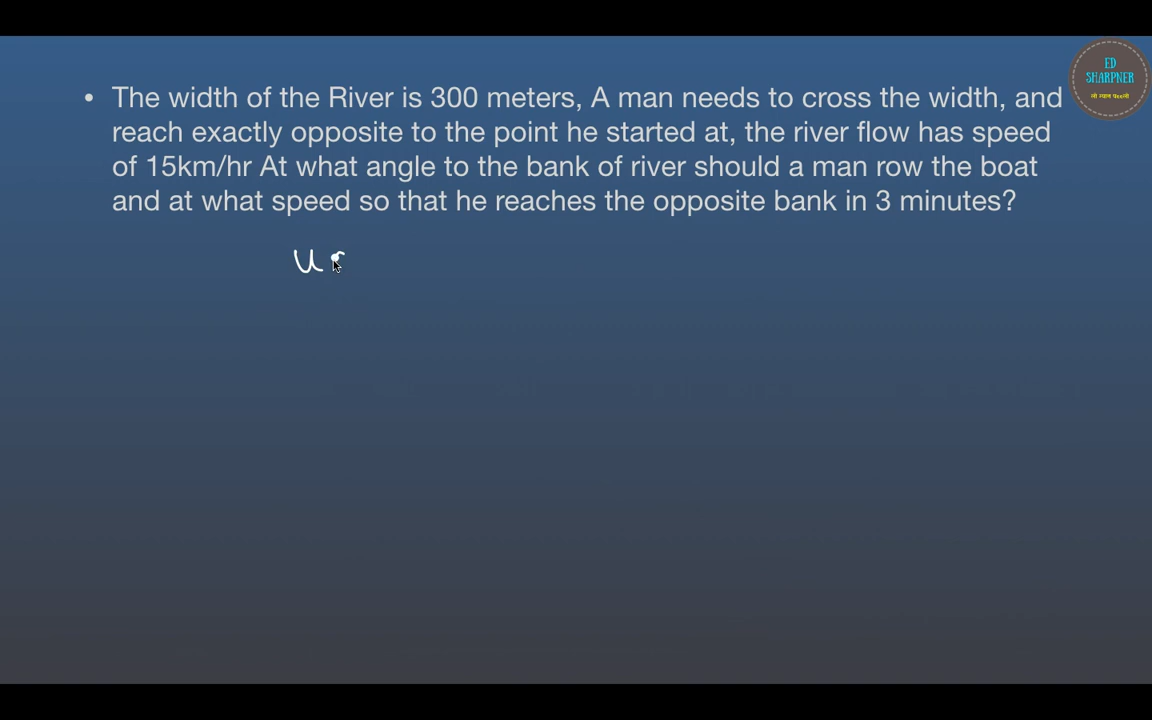 • The width of the River is 300 meters, A man needs to cross the width, and
reach exactly opposite to the point he started at, the river flow has speed
of 15km/hr At what angle to the bank of river should a man row the boat
and at what speed so that he reaches the opposite bank in 3 minutes?
ED
SHARPNER
u